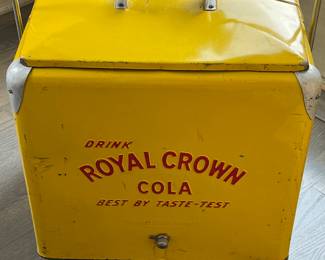 DRINK
ROYAL CROWN
COLA
BEST BY TASTE-TEST